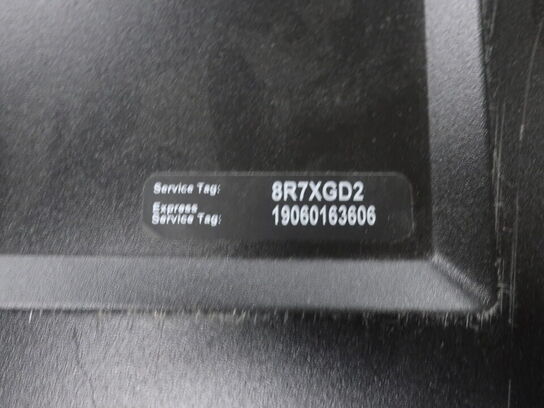 Service Tag: 8R7XGD2
Express
Service Tag: 19060163606